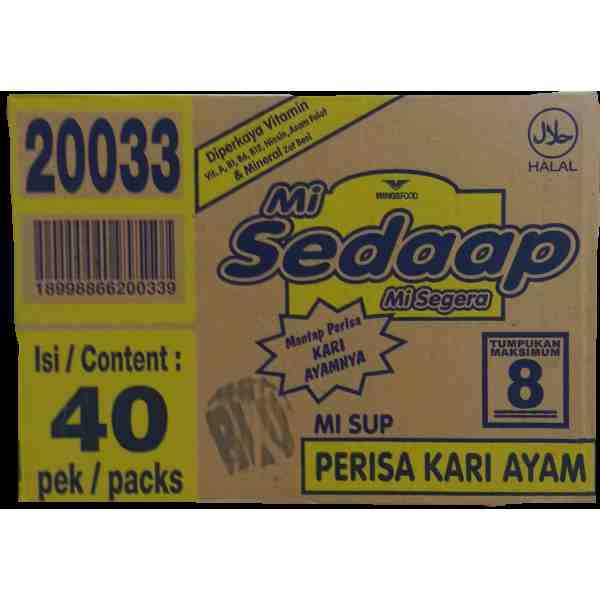 20033
18998866200339
Isi / Content :
40
pek / packs
Diperkaya Vitamin
Vit. A, B1, B6, B12, Niasin, Asam Folat
& Mineral Zat Besi
حلال
HALAL
WINGSFOOD
Mi
Sedaap
Mi Segera
Mantap Perisa
KARI
AYAMNYA
TUMPUKAN
MAKSIMUM
8
MI SUP
PERISA KARI AYAM